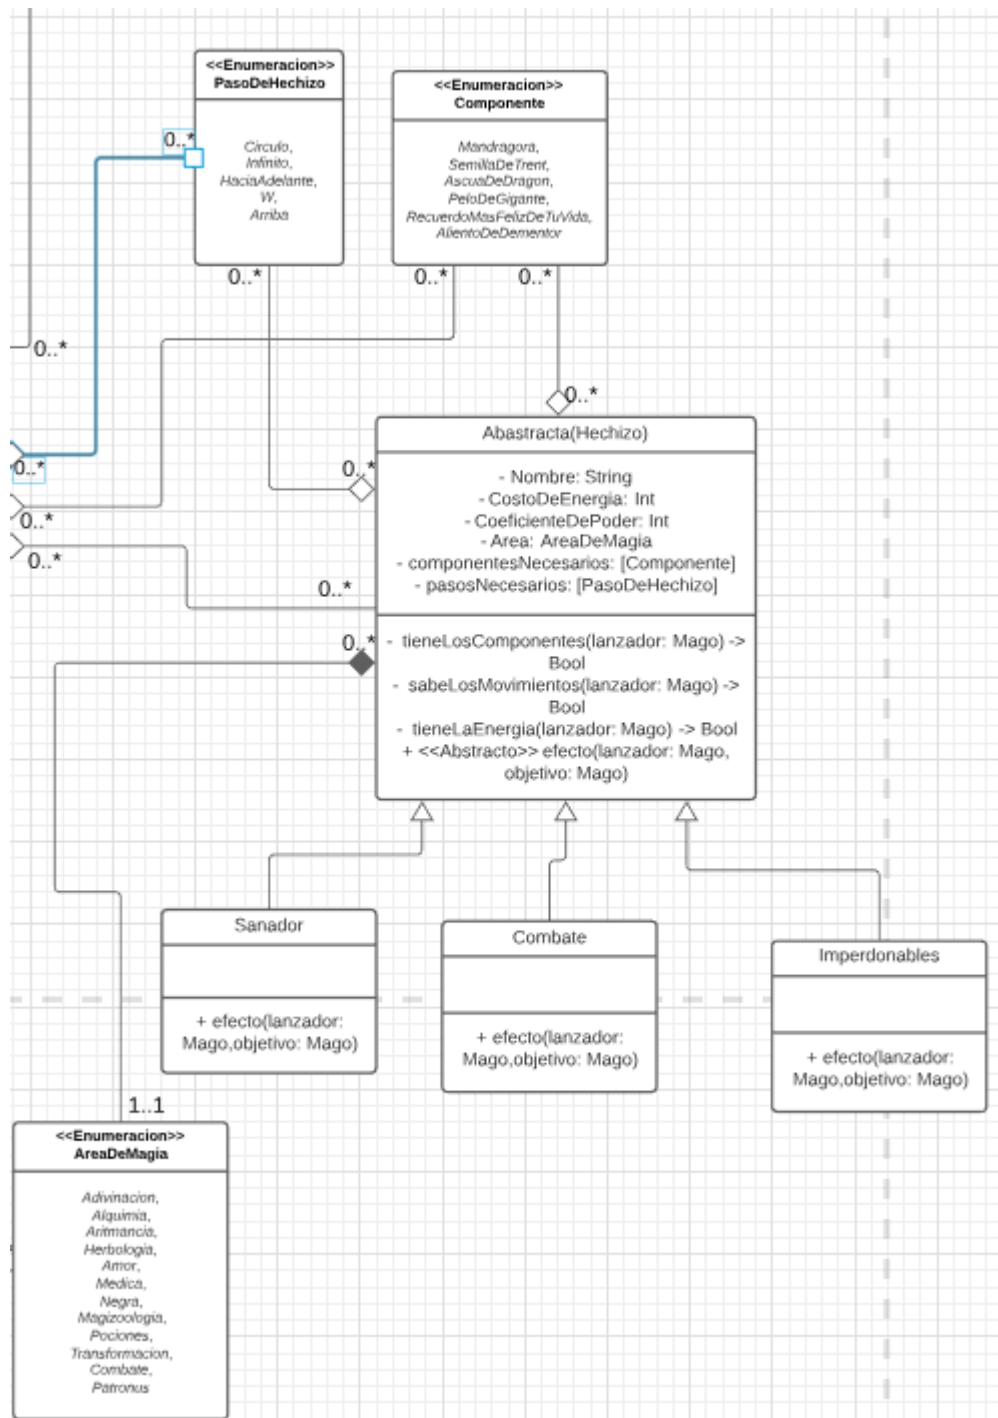 <<Enumeracion>>
PasoDeHechizo
Circulo,
Infinito,
HaciaAdelante,
W,
Arriba
0..*
<<Enumeracion>>
Componente
Mandragora,
SemillaDeTrent,
AscuaDeDragon,
PeloDeGigante,
RecuerdoMasFelizDeTuVida,
AlientoDeDementor
0..*
0..*
0..*
0..*
0..*
0..*
0..*
0..*
0..*
0..*
0..*
Abastracta(Hechizo)
- Nombre: String
- CostoDeEnergia: Int
- CoeficienteDePoder: Int
- Area: AreaDeMagia
- componentesNecesarios: [Componente]
- pasosNecesarios: [PasoDeHechizo]
0..*
- tieneLosComponentes(lanzador: Mago) ->
Bool
- sabeLosMovimientos(lanzador: Mago) ->
Bool
- tieneLaEnergia(lanzador: Mago) -> Bool
+ <<Abstracto>> efecto(lanzador: Mago,
objetivo: Mago)
Sanador
+ efecto(lanzador:
Mago,objetivo: Mago)
Combate
+ efecto(lanzador:
Mago,objetivo: Mago)
Imperdonables
+ efecto(lanzador:
Mago,objetivo: Mago)
1..1
<<Enumeracion>>
AreaDeMagia
Adivinacion,
Alquimia,
Aritmancia,
Herbologia,
Amor,
Medica,
Negra,
Magizoologia,
Pociones,
Transformacion,
Combate,
Patronus